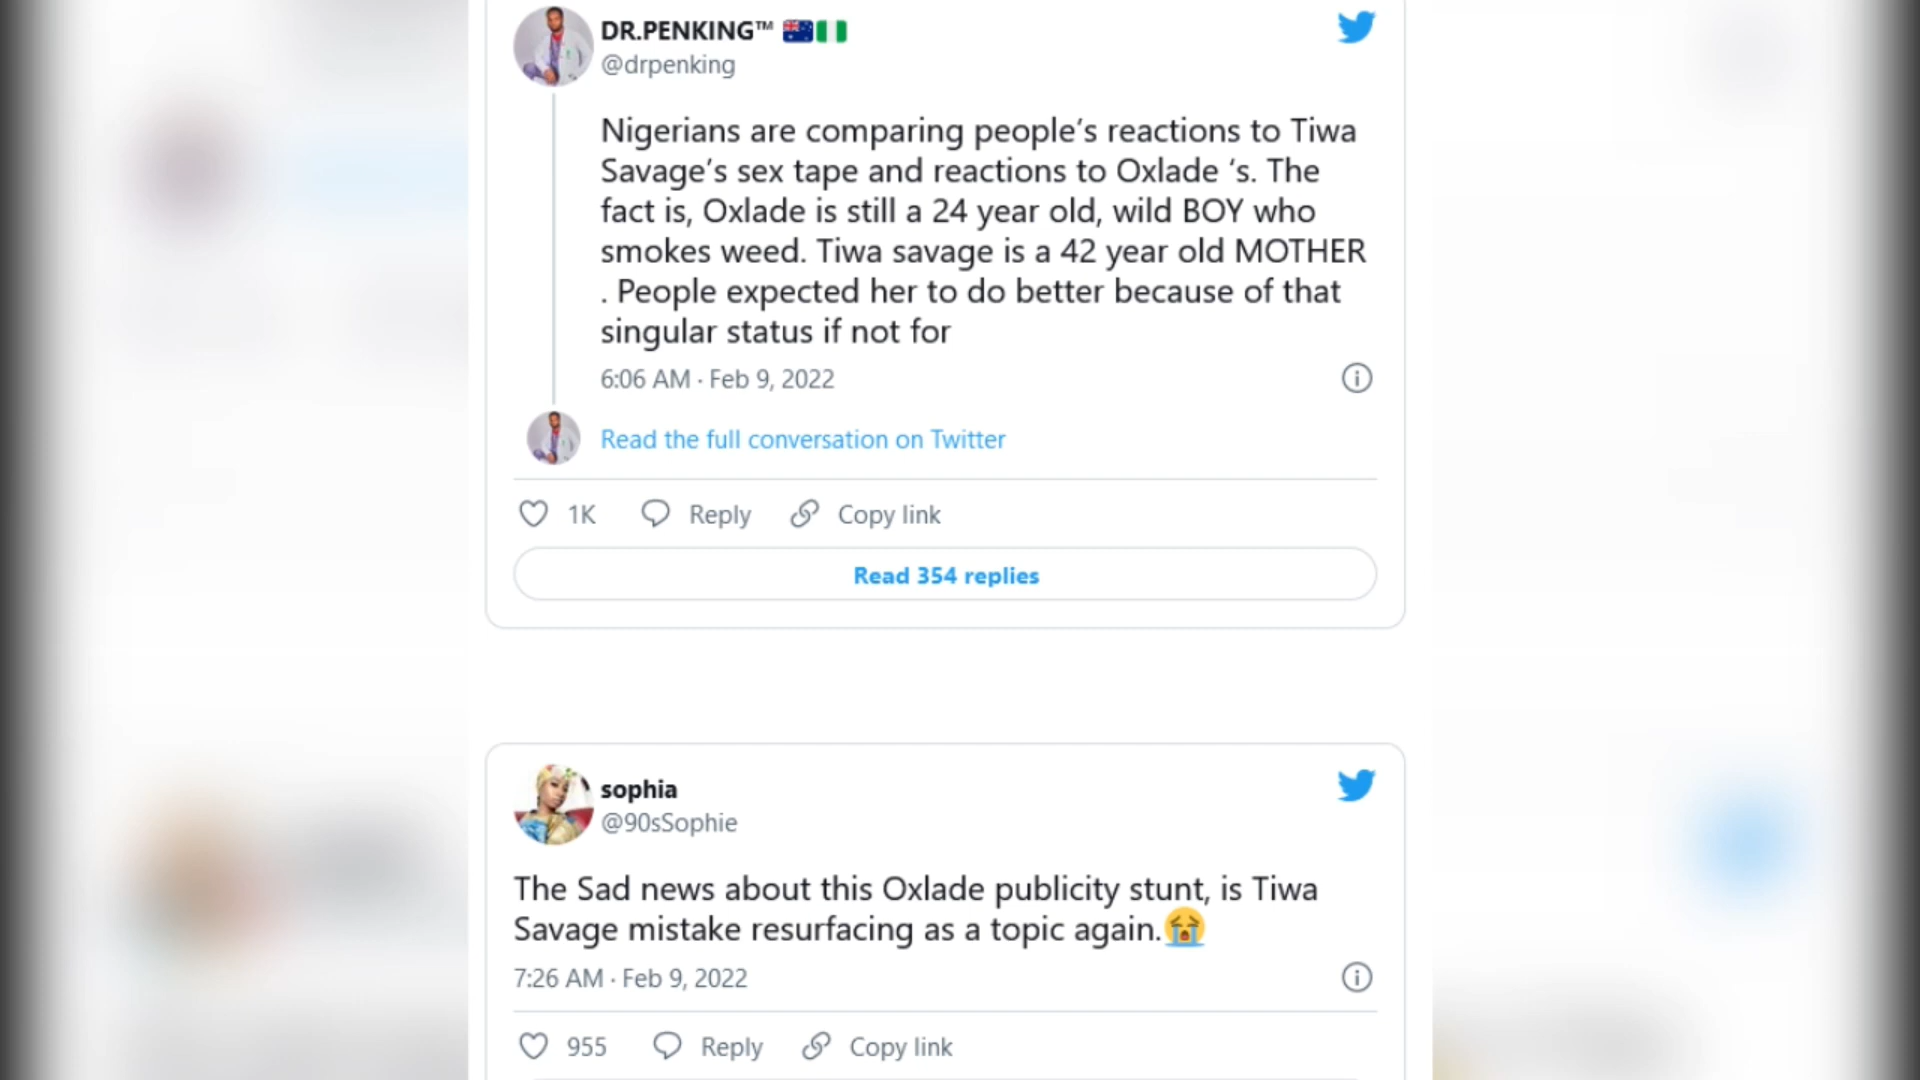 DR.PENKING™ 🇦🇺🇳🇬
@drpenking
Nigerians are comparing people’s reactions to Tiwa
Savage’s sex tape and reactions to Oxlade ‘s. The
fact is, Oxlade is still a 24 year old, wild BOY who
smokes weed. Tiwa savage is a 42 year old MOTHER
. People expected her to do better because of that
singular status if not for
6:06 AM · Feb 9, 2022
Read the full conversation on Twitter
1K Reply Copy link
Read 354 replies
sophia
@90sSophie
The Sad news about this Oxlade publicity stunt, is Tiwa
Savage mistake resurfacing as a topic again.😭
7:26 AM · Feb 9, 2022
955 Reply Copy link